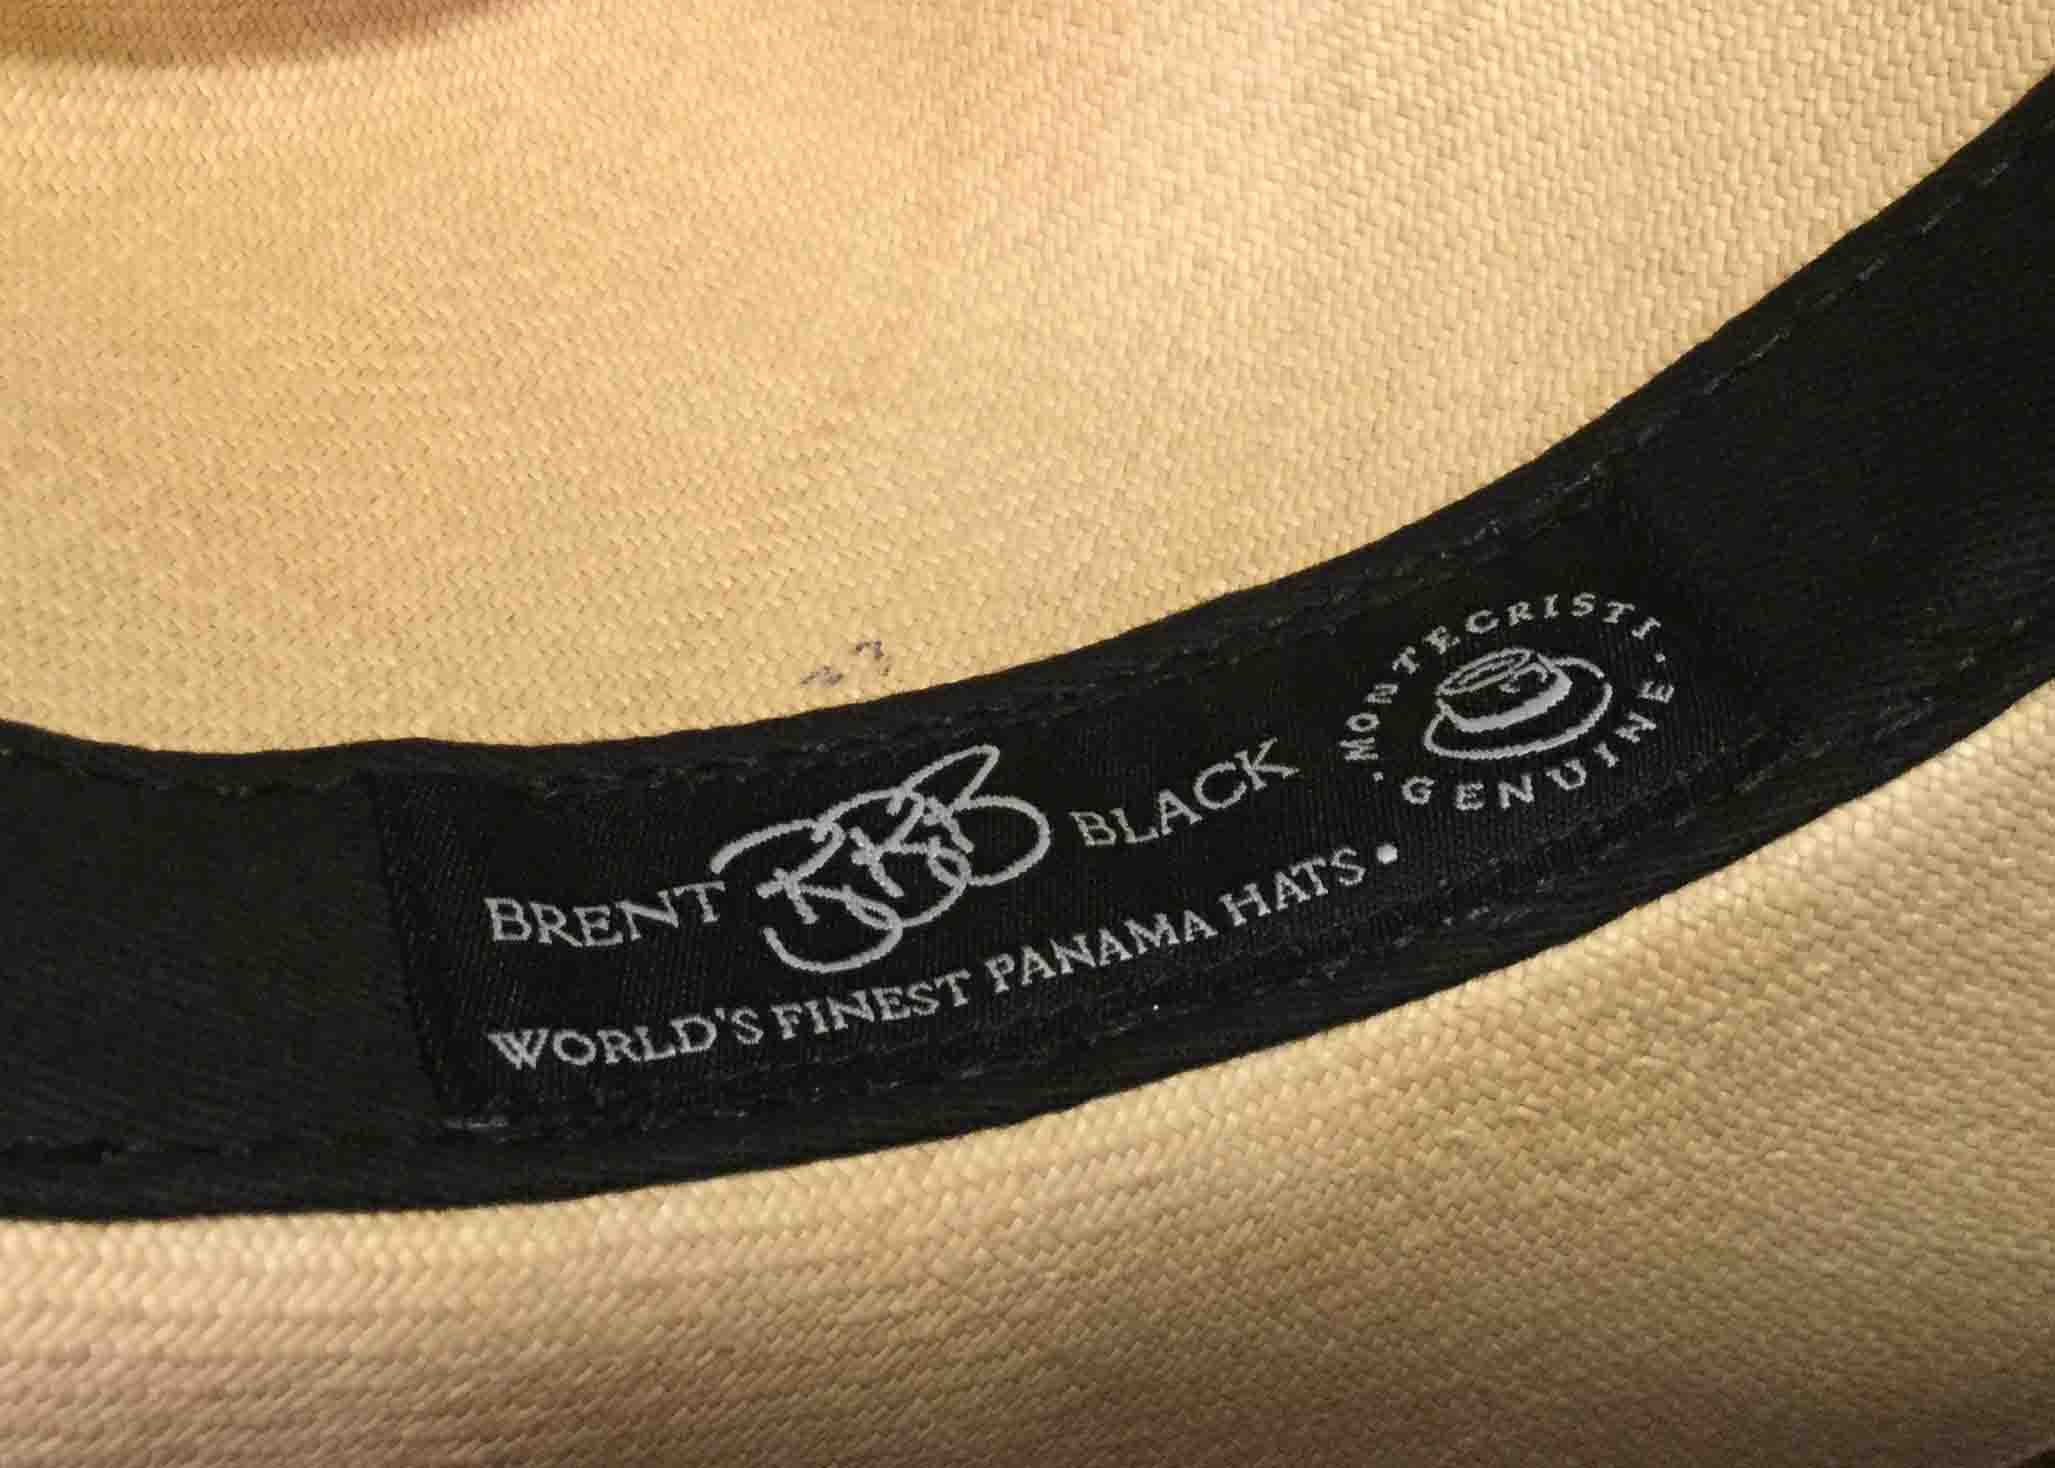 BRENT BLACK
WORLD'S FINEST PANAMA HATS •
• MONTECRISTI •
GENUINE